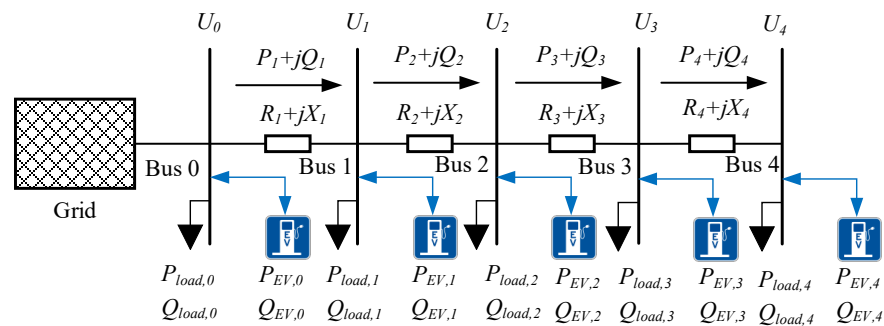 U0 U1 U2 U3 U4
P1+jQ1 P2+jQ2 P3+jQ3 P4+jQ4
R1+jX1 R2+jX2 R3+jX3 R4+jX4
Bus 0 Bus 1 Bus 2 Bus 3 Bus 4
Grid
EV EV EV EV EV
Pload,0 PEV,0 Pload,1 PEV,1 Pload,2 PEV,2 Pload,3 PEV,3 Pload,4 PEV,4
Qload,0 QEV,0 Qload,1 QEV,1 Qload,2 QEV,2 Qload,3 QEV,3 Qload,4 QEV,4